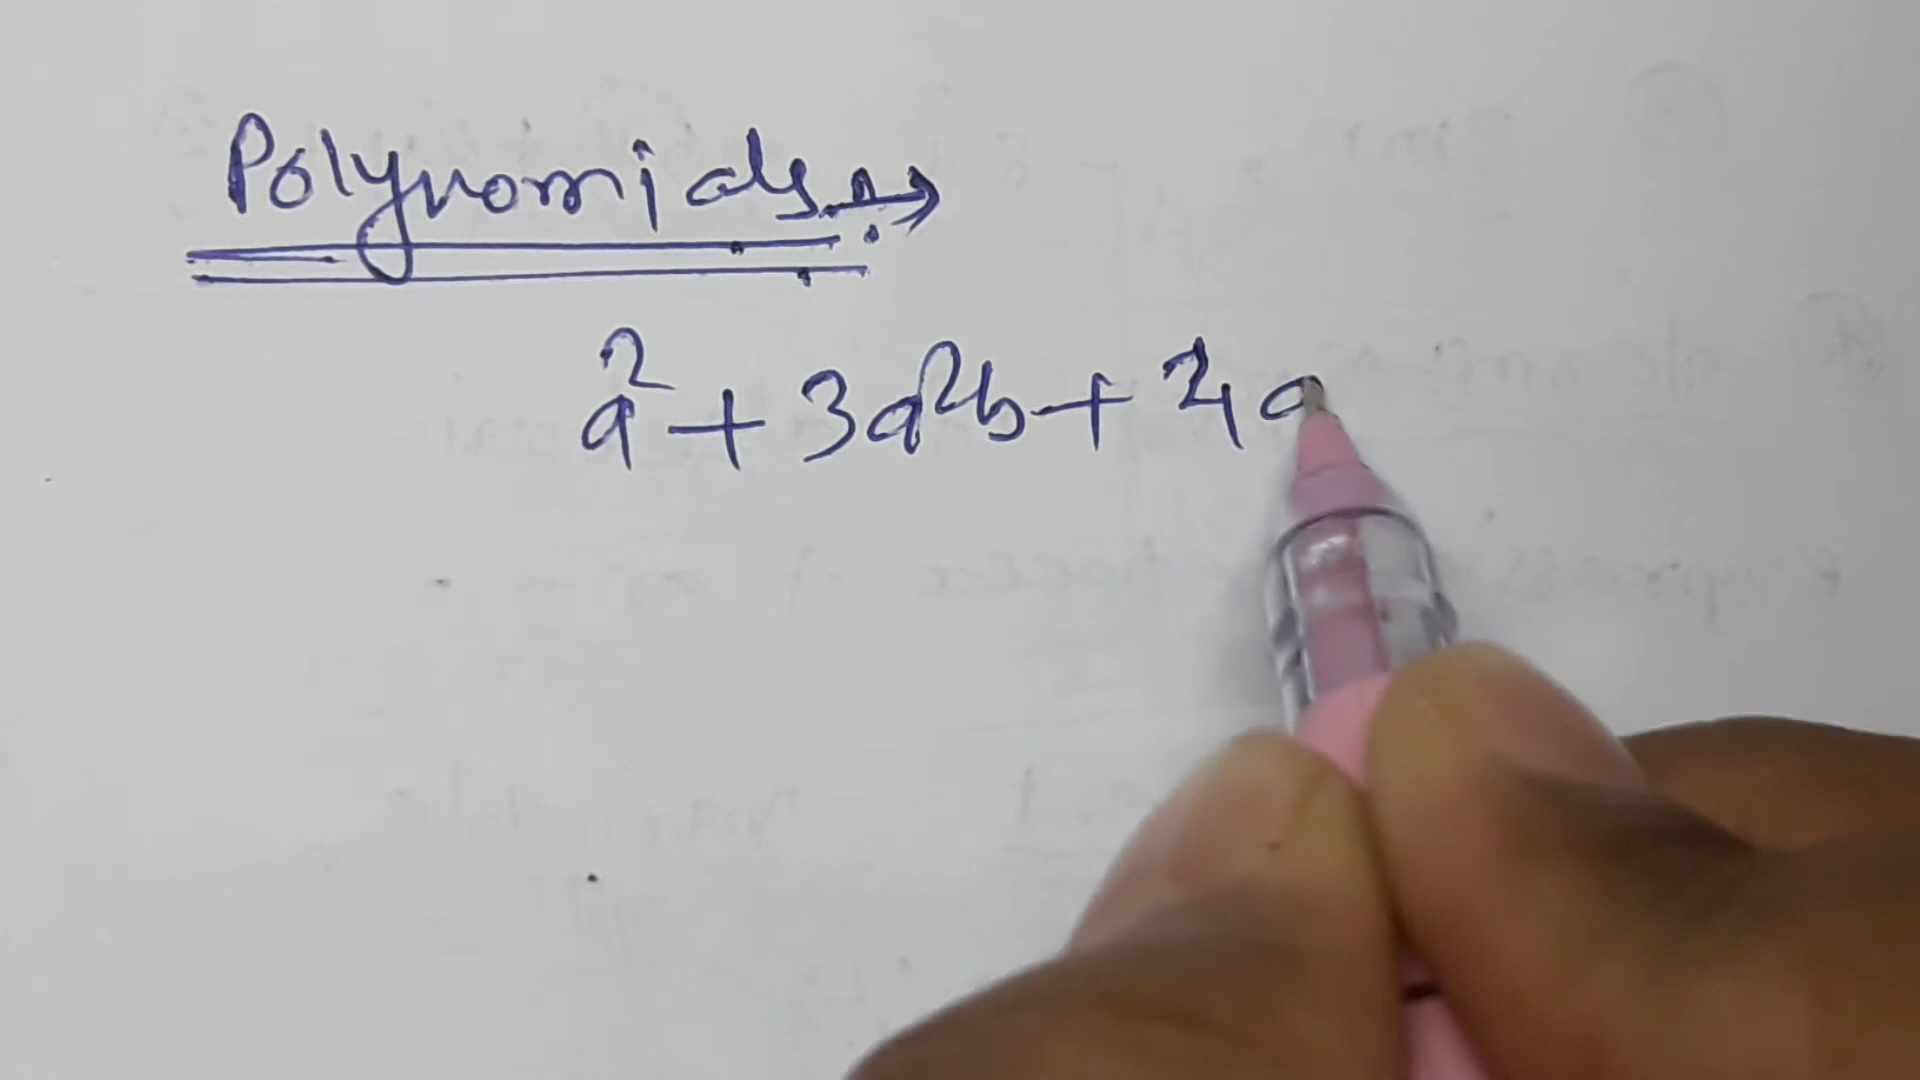 Polynomials →
a² + 3a²b + 4a